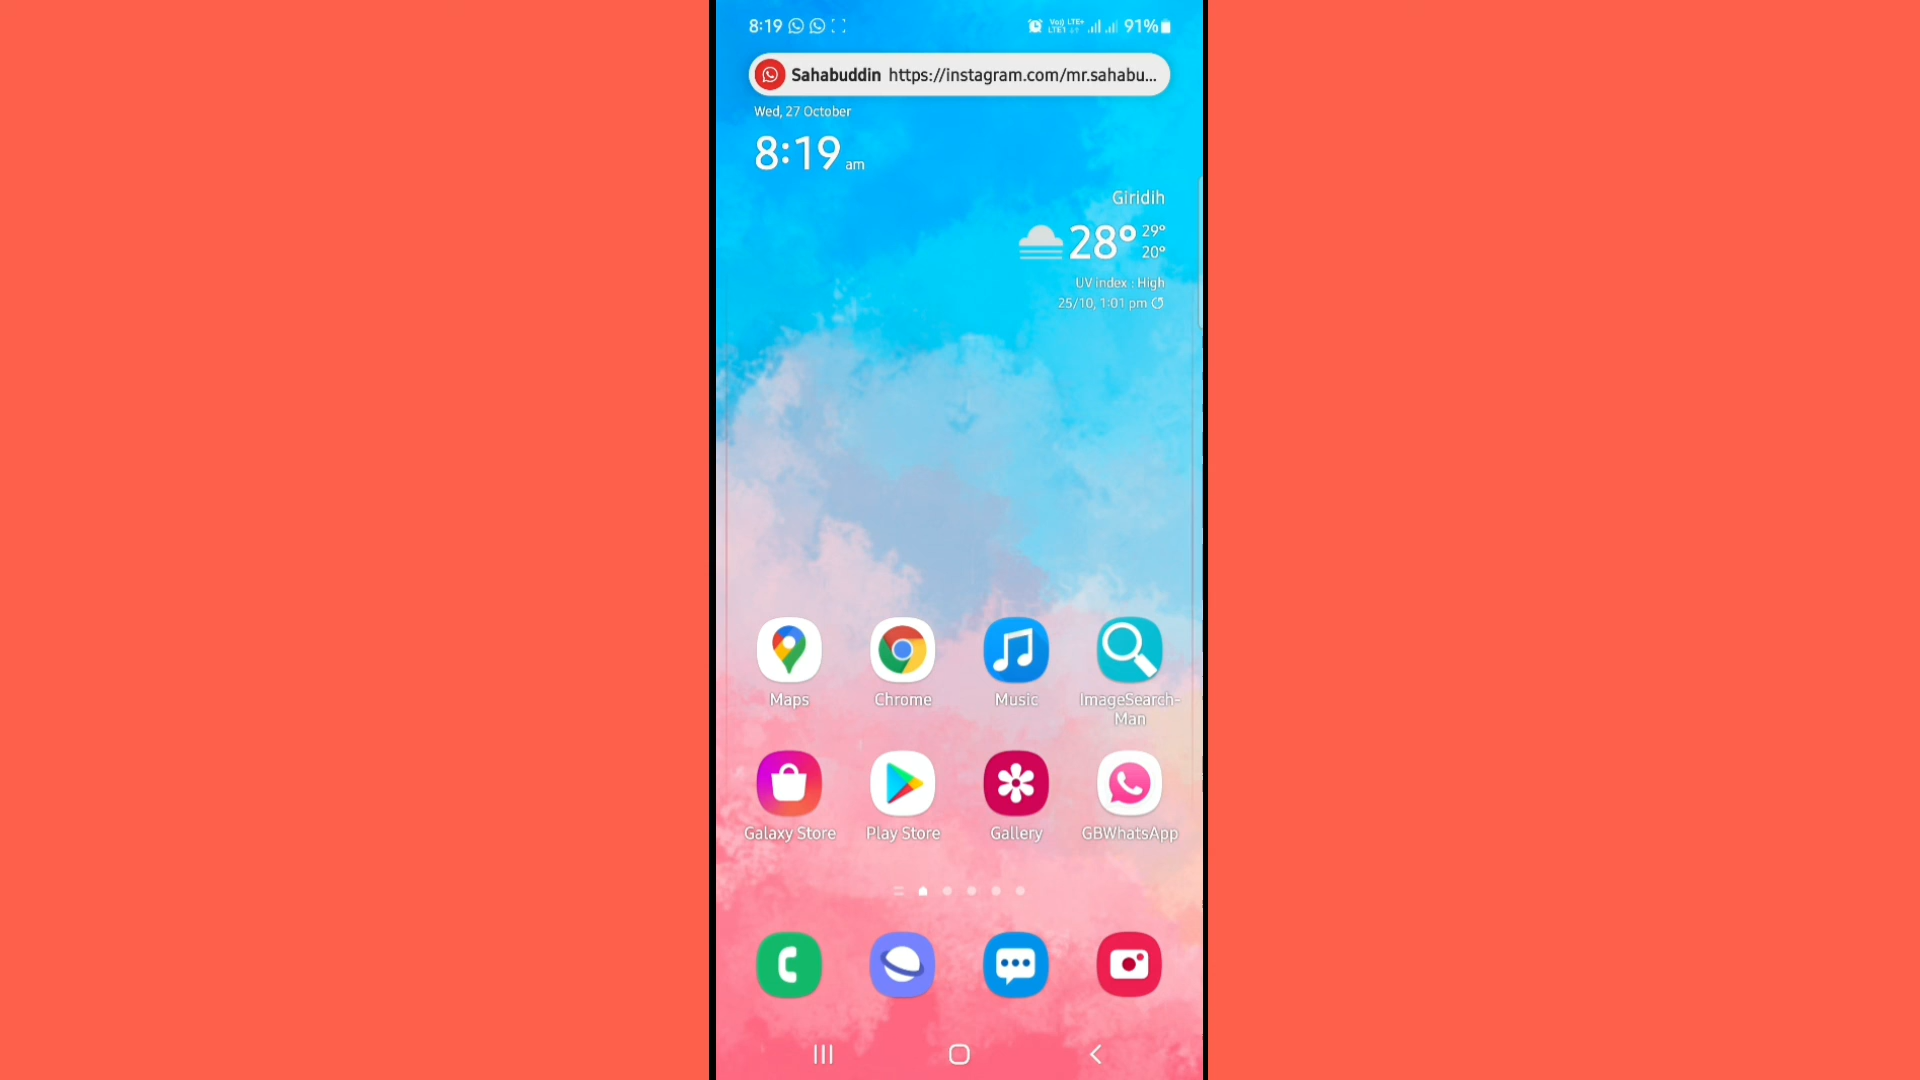 8:19 91%
Sahabuddin https://instagram.com/mr.sahabu...
Wed, 27 October
8:19 am
Giridih
28° 29°
20°
UV index : High
25/10, 1:01 pm
Maps Chrome Music ImageSearch-
Man
Galaxy Store Play Store Gallery GBWhatsApp